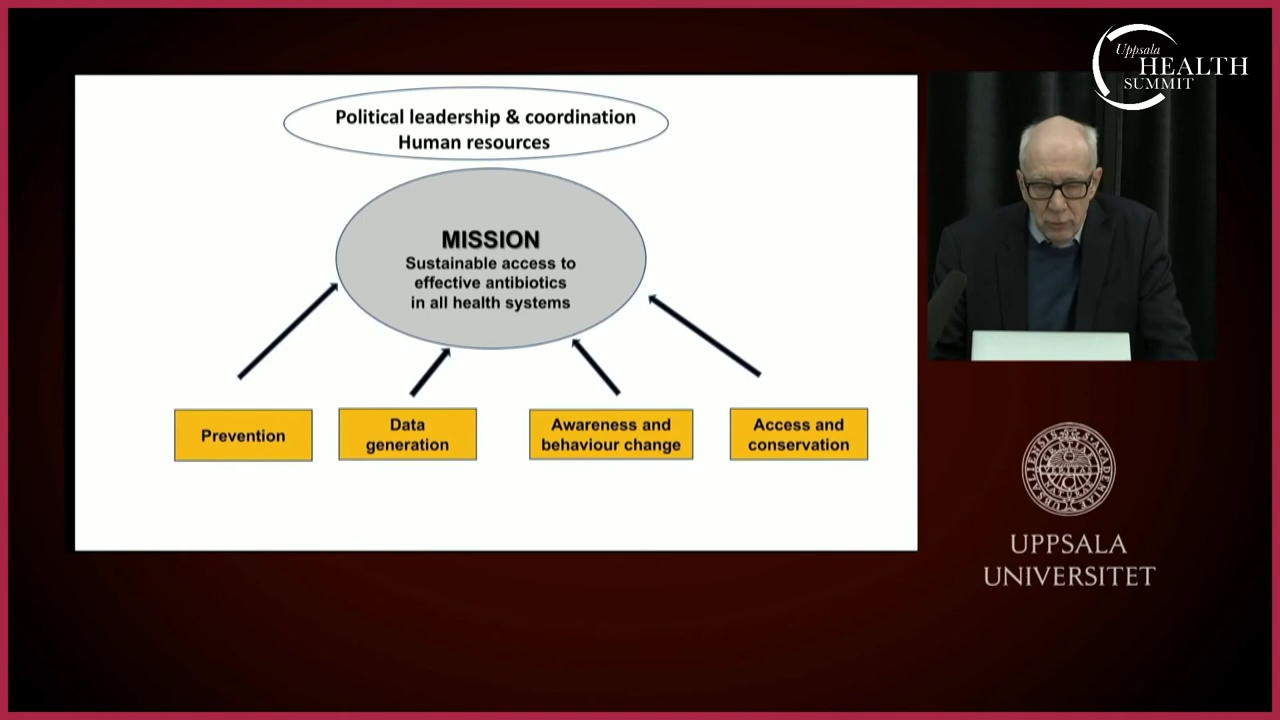 Uppsala
HEALTH
SUMMIT
Political leadership & coordination
Human resources
MISSION
Sustainable access to
effective antibiotics
in all health systems
Prevention
Data
generation
Awareness and
behaviour change
Access and
conservation
UPPSALA
UNIVERSITET